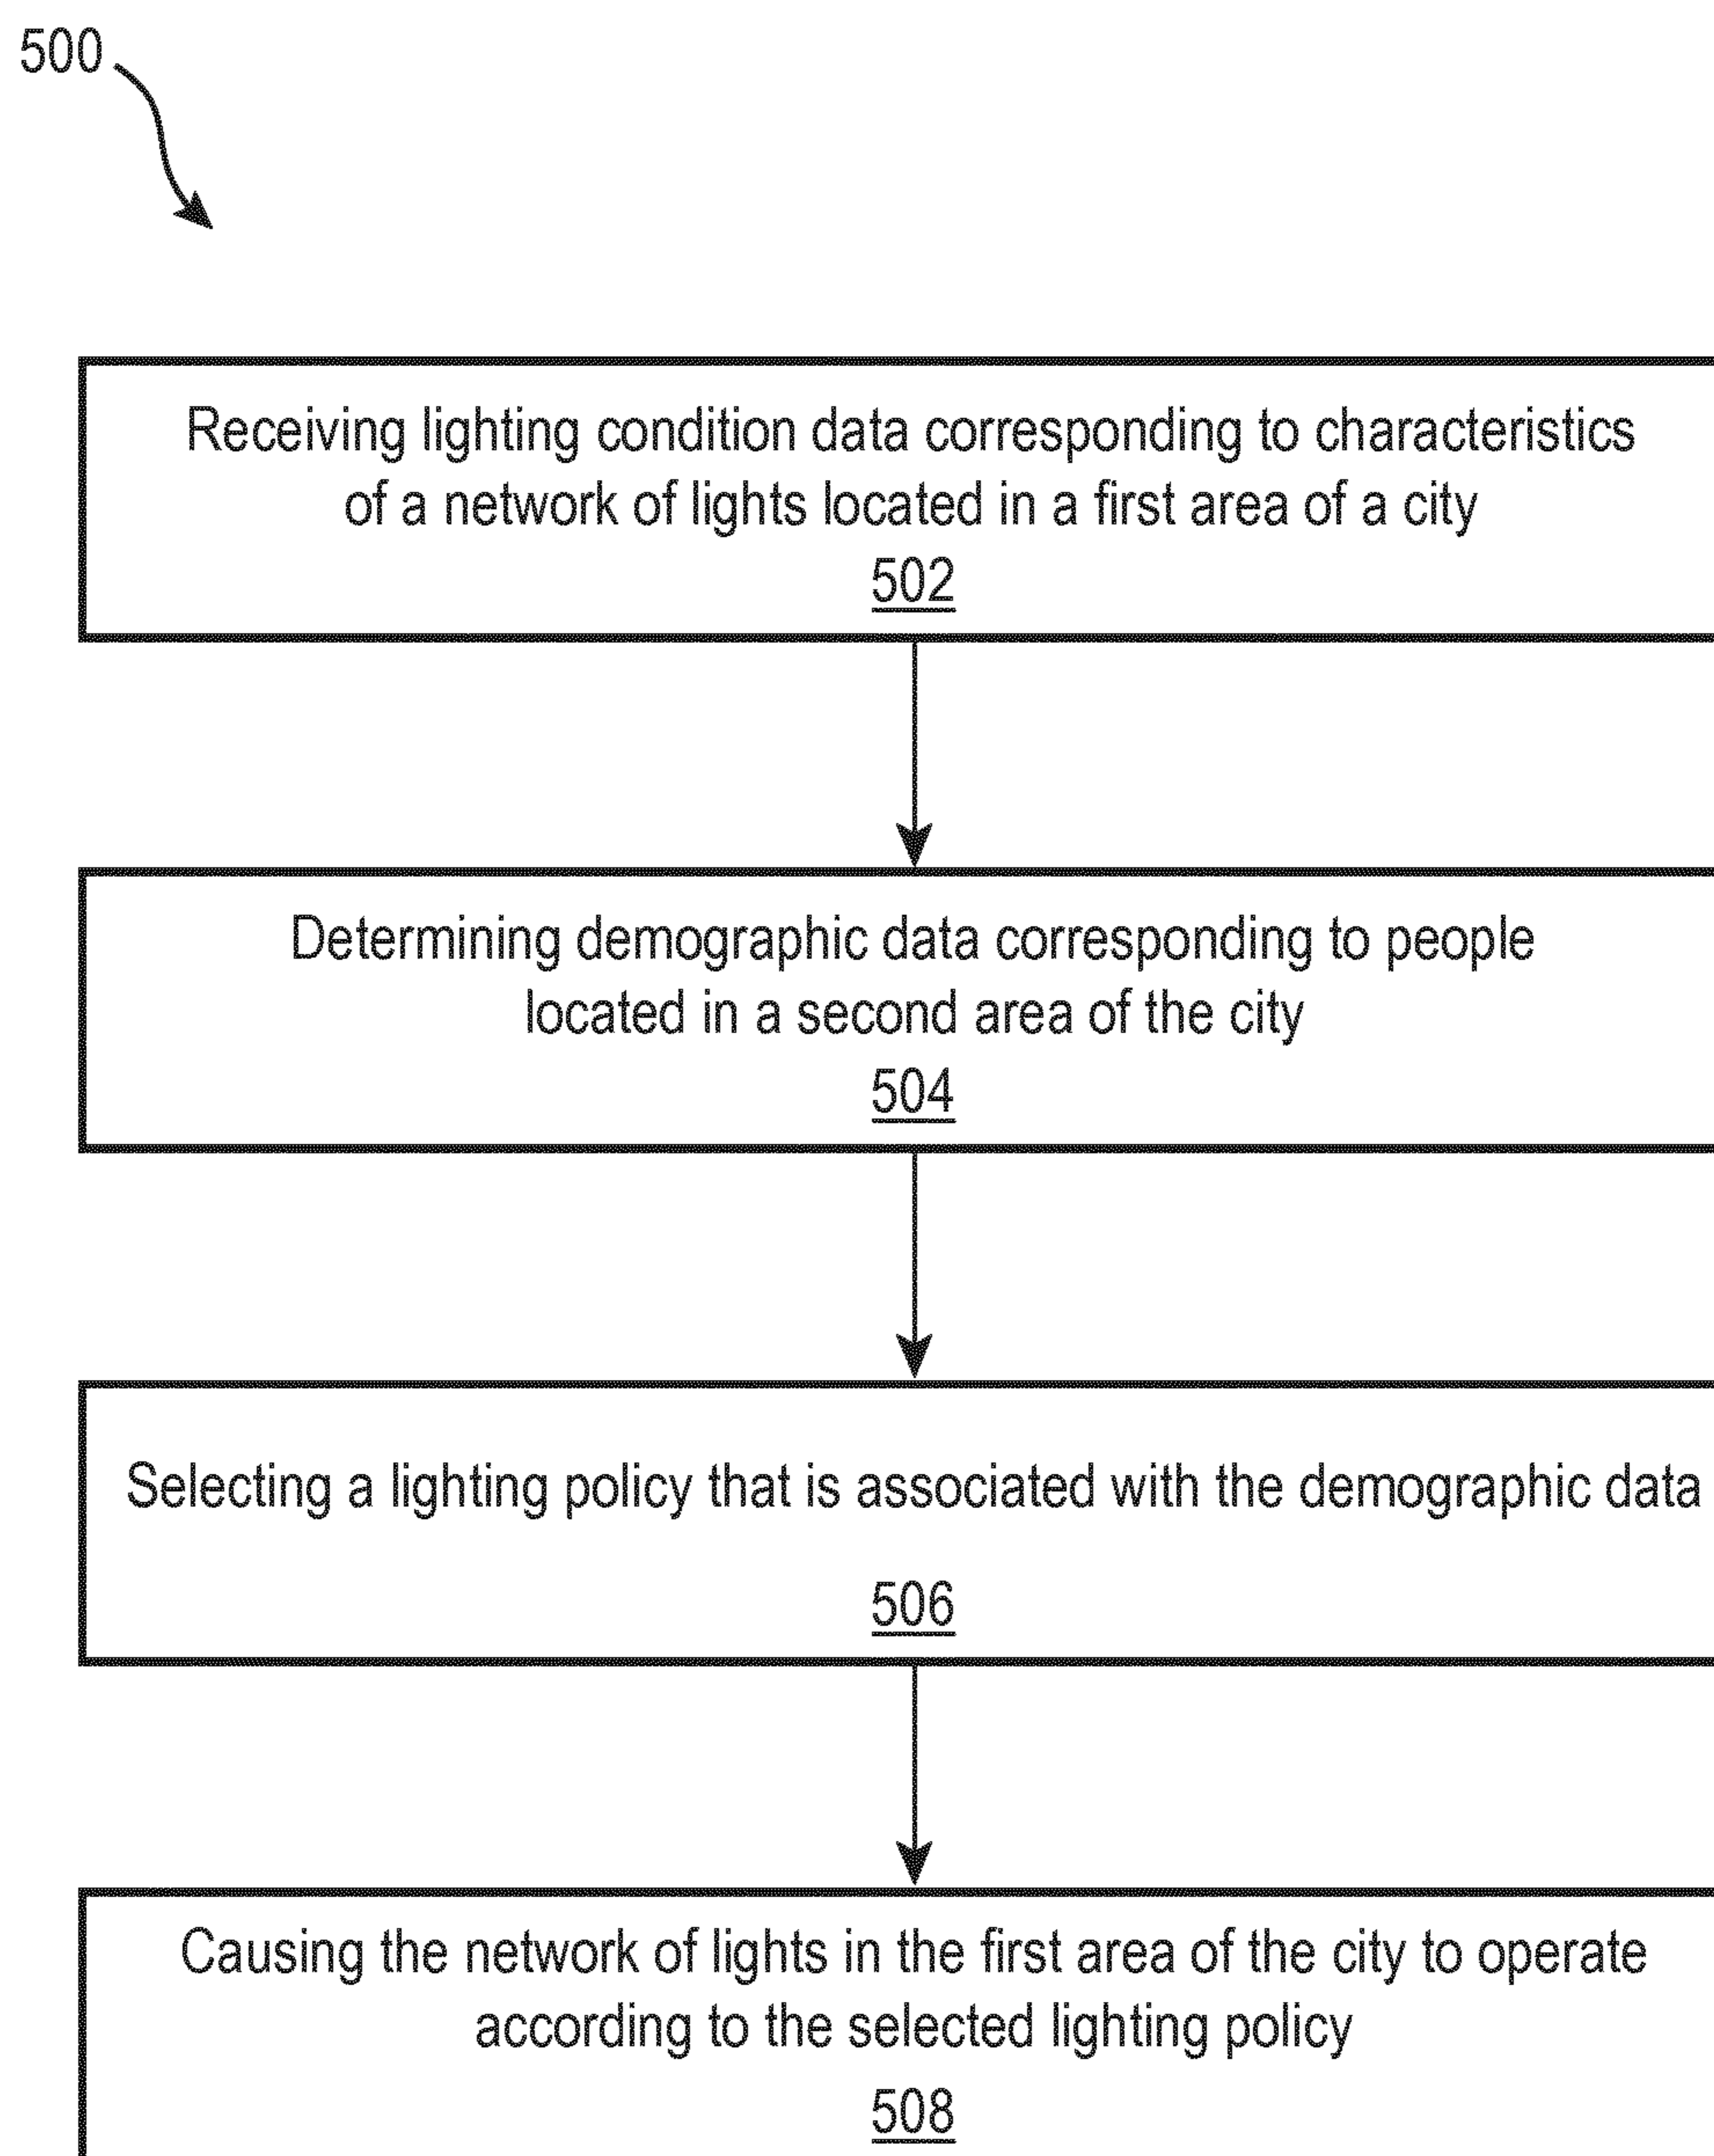 500
Receiving lighting condition data corresponding to characteristics
of a network of lights located in a first area of a city
502
Determining demographic data corresponding to people
located in a second area of the city
504
Selecting a lighting policy that is associated with the demographic data
506
Causing the network of lights in the first area of the city to operate
according to the selected lighting policy
508